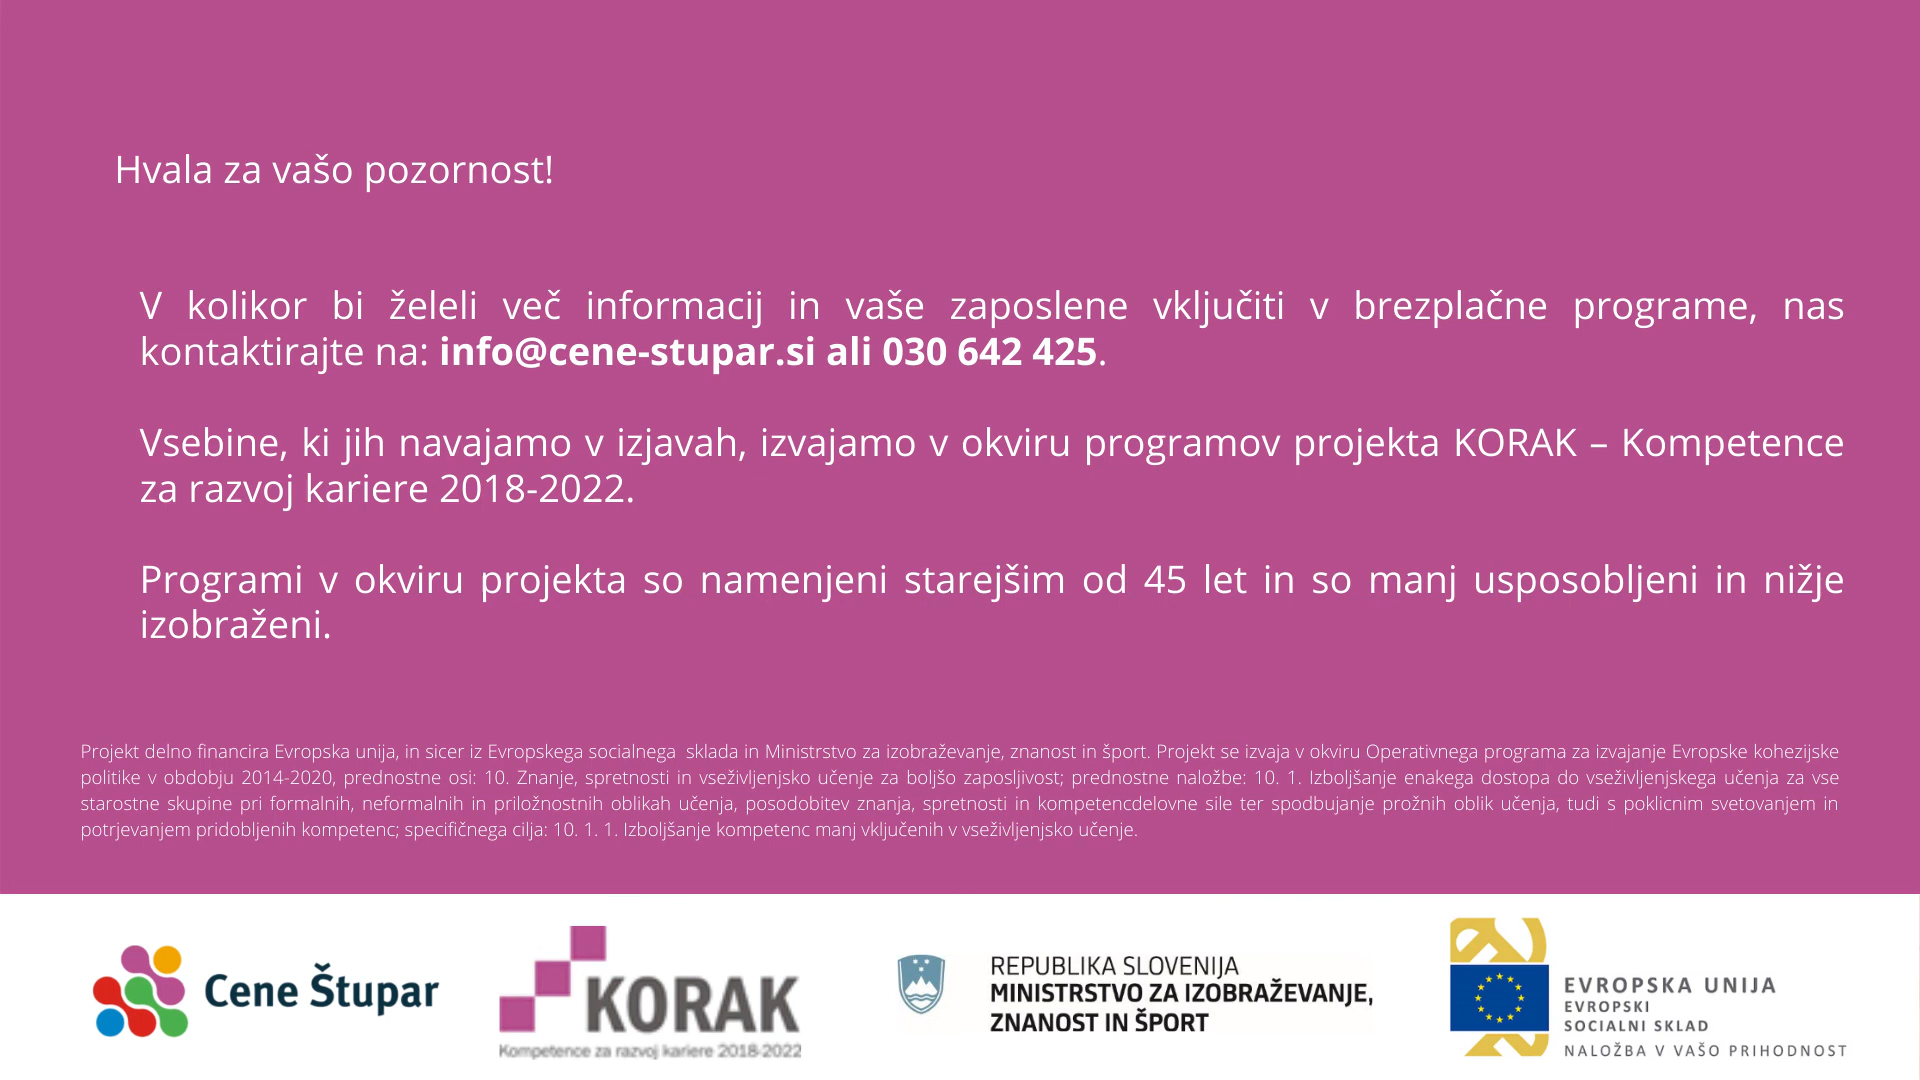 Hvala za vašo pozornost!
V kolikor bi želeli več informacij in vaše zaposlene vključiti v brezplačne programe, nas
kontaktirajte na: info@cene-stupar.si ali 030 642 425.
Vsebine, ki jih navajamo v izjavah, izvajamo v okviru programov projekta KORAK – Kompetence
za razvoj kariere 2018-2022.
Programi v okviru projekta so namenjeni starejšim od 45 let in so manj usposobljeni in nižje
izobraženi.
Projekt delno financira Evropska unija, in sicer iz Evropskega socialnega sklada in Ministrstvo za izobraževanje, znanost in šport. Projekt se izvaja v okviru Operativnega programa za izvajanje Evropske kohezijske
politike v obdobju 2014-2020, prednostne osi: 10. Znanje, spretnosti in vseživljenjsko učenje za boljšo zaposljivost; prednostne naložbe: 10. 1. Izboljšanje enakega dostopa do vseživljenjskega učenja za vse
starostne skupine pri formalnih, neformalnih in priložnostnih oblikah učenja, posodobitev znanja, spretnosti in kompetencdelovne sile ter spodbujanje prožnih oblik učenja, tudi s poklicnim svetovanjem in
potrjevanjem pridobljenih kompetenc; specifičnega cilja: 10. 1. 1. Izboljšanje kompetenc manj vključenih v vseživljenjsko učenje.
Cene Štupar
KORAK
Kompetence za razvoj kariere 2018-2022
REPUBLIKA SLOVENIJA
MINISTRSTVO ZA IZOBRAŽEVANJE,
ZNANOST IN ŠPORT
EVROPSKA UNIJA
EVROPSKI
SOCIALNI SKLAD
NALOŽBA V VAŠO PRIHODNOST